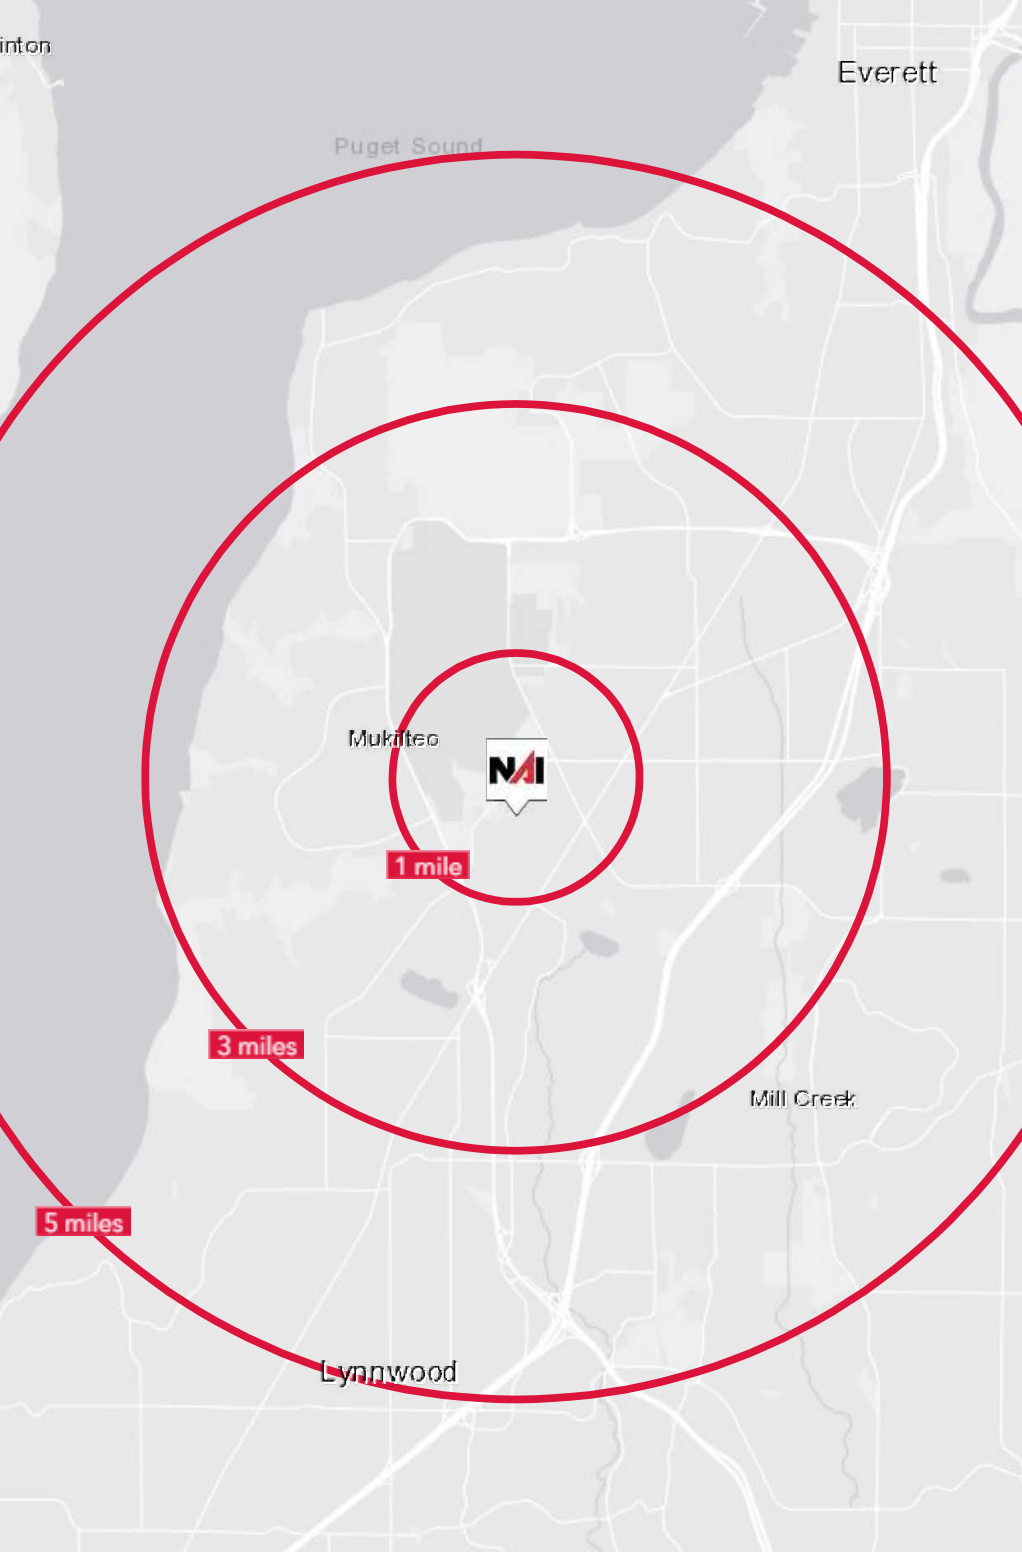 inton
Everett
Puget Sound
Mukilteo
NAI
1 mile
3 miles
Mill Creek
5 miles
Lynnwood